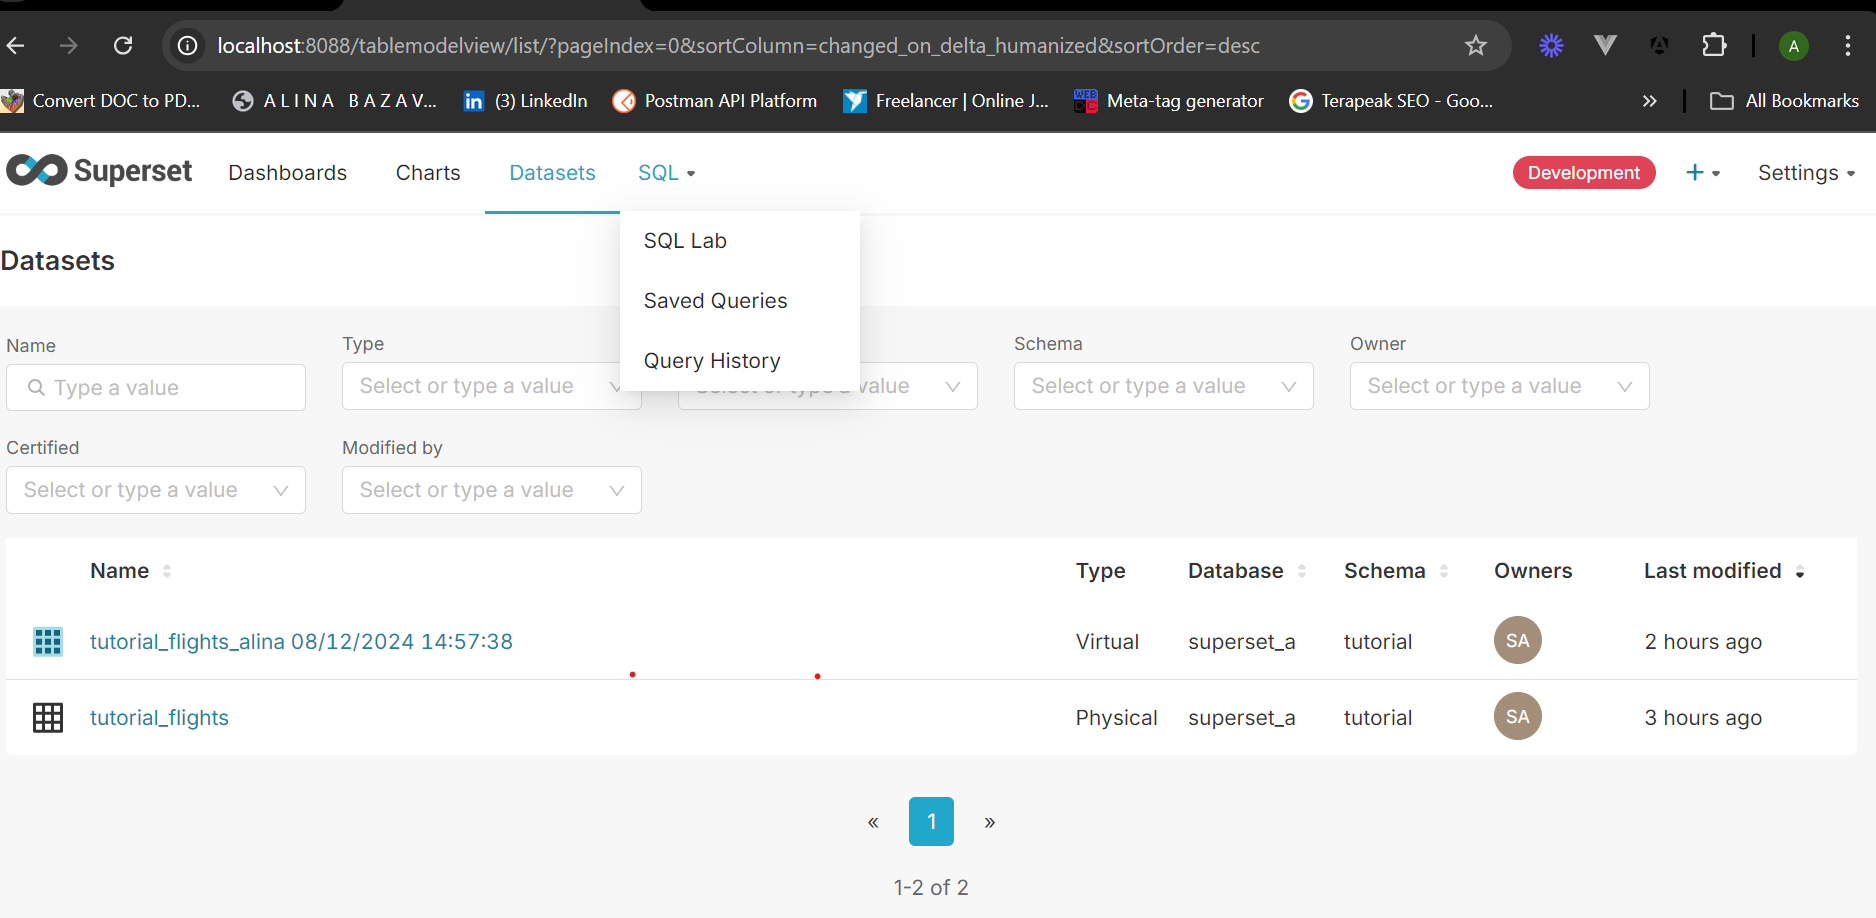 localhost:8088/tablemodelview/list/?pageIndex=0&sortColumn=changed_on_delta_humanized&sortOrder=desc
A
Convert DOC to PD... A L I N A B A Z A V... (3) LinkedIn Postman API Platform Freelancer | Online J... Meta-tag generator Terapeak SEO - Goo... » All Bookmarks
Superset Dashboards Charts Datasets SQL Development + Settings
SQL Lab
Datasets
Saved Queries
Name Type Schema Owner
Query History
Type a value Select or type a value Select or type a value Select or type a value Select or type a value
Certified Modified by
Select or type a value Select or type a value
Name Type Database Schema Owners Last modified
tutorial_flights_alina 08/12/2024 14:57:38 Virtual superset_a tutorial SA 2 hours ago
tutorial_flights Physical superset_a tutorial SA 3 hours ago
« 1 »
1-2 of 2